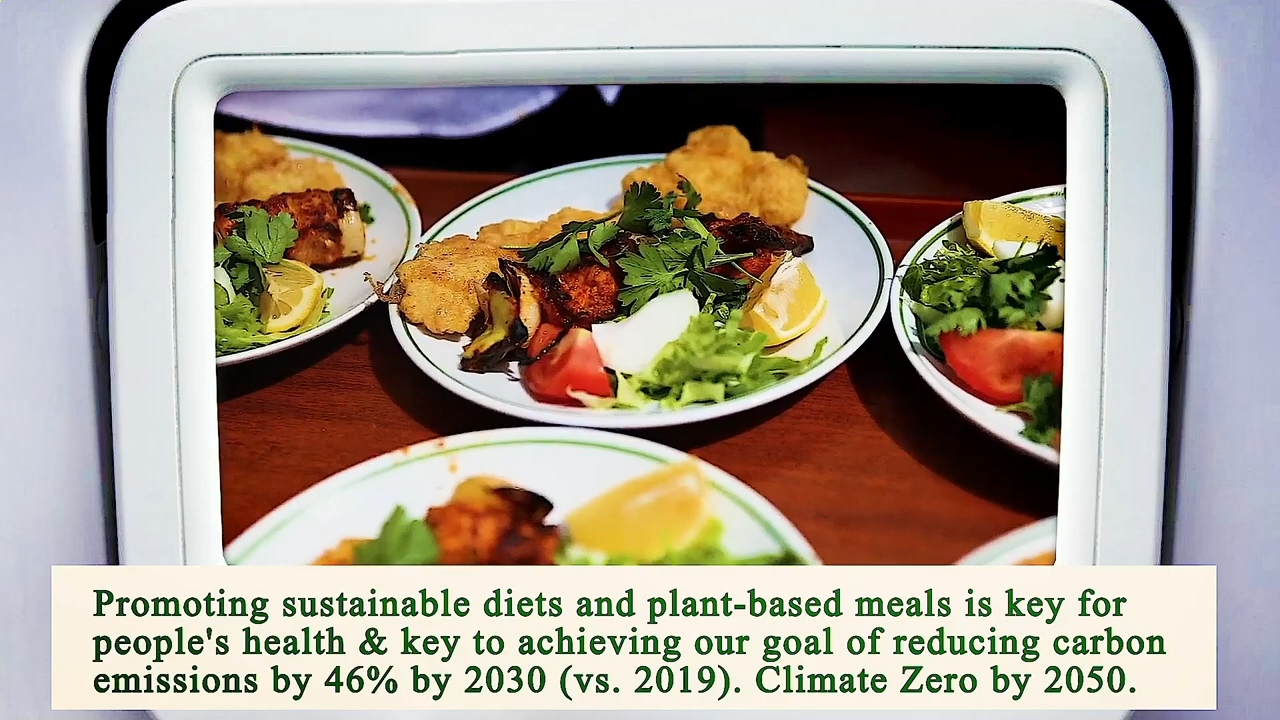 Promoting sustainable diets and plant-based meals is key for
people's health & key to achieving our goal of reducing carbon
emissions by 46% by 2030 (vs. 2019). Climate Zero by 2050.